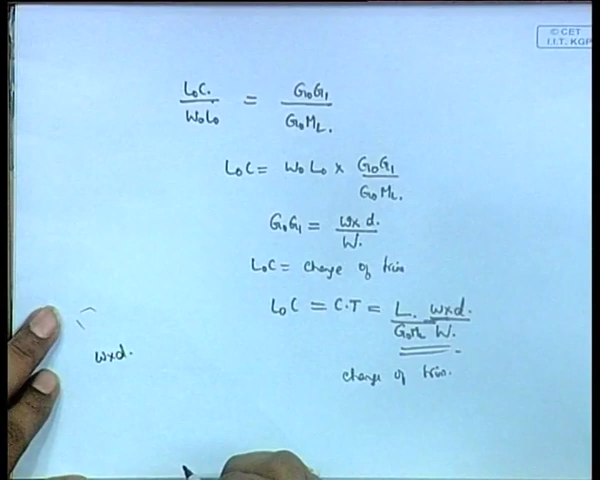 © CET
I.I.T. KGP
L₀C. / W₀L₀ = G₀G₁ / G₀M_L.
L₀C = W₀L₀ × G₀G₁ / G₀M_L.
G₀G₁ = w×d. / W.
L₀C = change of trim
L₀C = C.T = L. w×d. / G₀M_L W.
w×d.
change of trim.